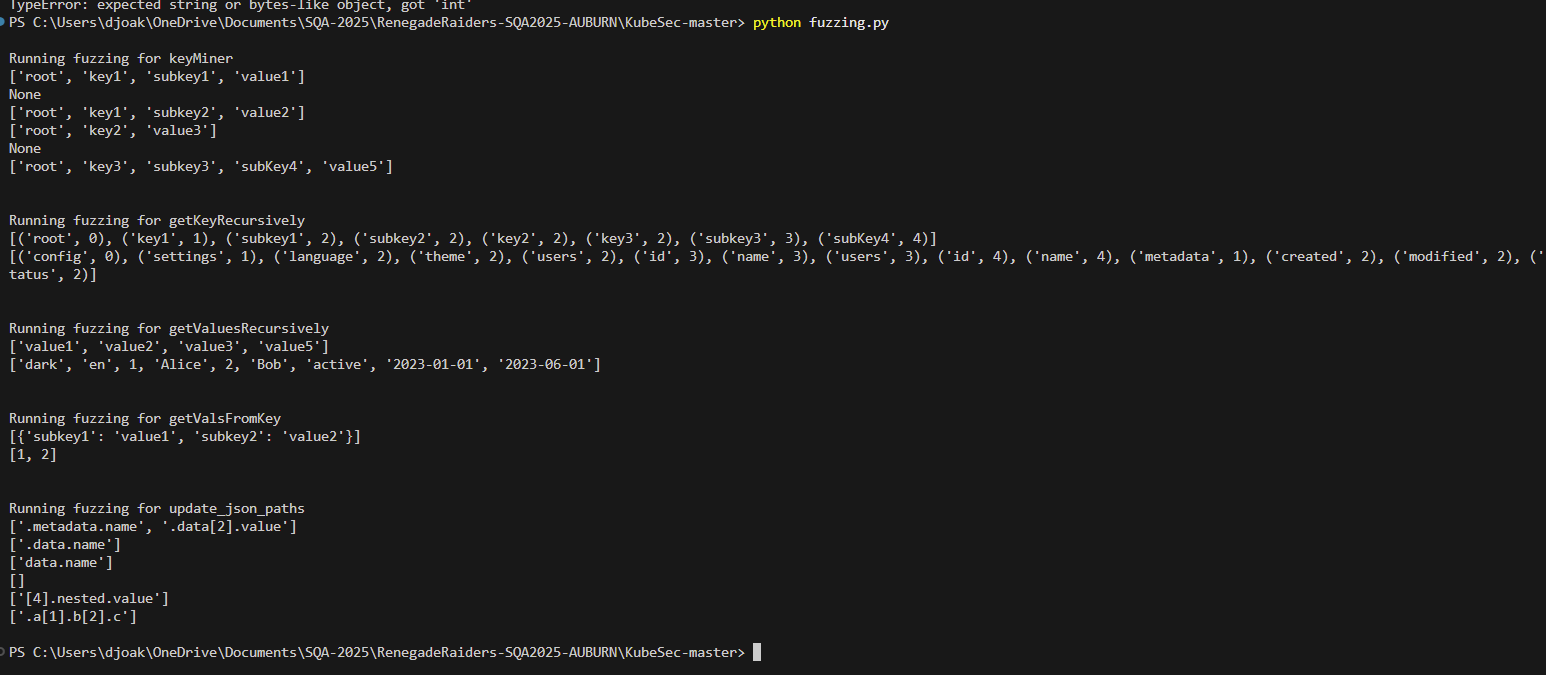 TypeError: expected string or bytes-like object, got 'int'
PS C:\Users\djoak\OneDrive\Documents\SQA-2025\RenegadeRaiders-SQA2025-AUBURN\KubeSec-master> python fuzzing.py
Running fuzzing for keyMiner
['root', 'key1', 'subkey1', 'value1']
None
['root', 'key1', 'subkey2', 'value2']
['root', 'key2', 'value3']
None
['root', 'key3', 'subkey3', 'subKey4', 'value5']
Running fuzzing for getKeyRecursively
[('root', 0), ('key1', 1), ('subkey1', 2), ('subkey2', 2), ('key2', 2), ('key3', 2), ('subkey3', 3), ('subKey4', 4)]
[('config', 0), ('settings', 1), ('language', 2), ('theme', 2), ('users', 2), ('id', 3), ('name', 3), ('users', 3), ('id', 4), ('name', 4), ('metadata', 1), ('created', 2), ('modified', 2), ('
tatus', 2)]
Running fuzzing for getValuesRecursively
['value1', 'value2', 'value3', 'value5']
['dark', 'en', 1, 'Alice', 2, 'Bob', 'active', '2023-01-01', '2023-06-01']
Running fuzzing for getValsFromKey
[{'subkey1': 'value1', 'subkey2': 'value2'}]
[1, 2]
Running fuzzing for update_json_paths
['.metadata.name', '.data[2].value']
['.data.name']
['data.name']
[]
['[4].nested.value']
['.a[1].b[2].c']
PS C:\Users\djoak\OneDrive\Documents\SQA-2025\RenegadeRaiders-SQA2025-AUBURN\KubeSec-master>